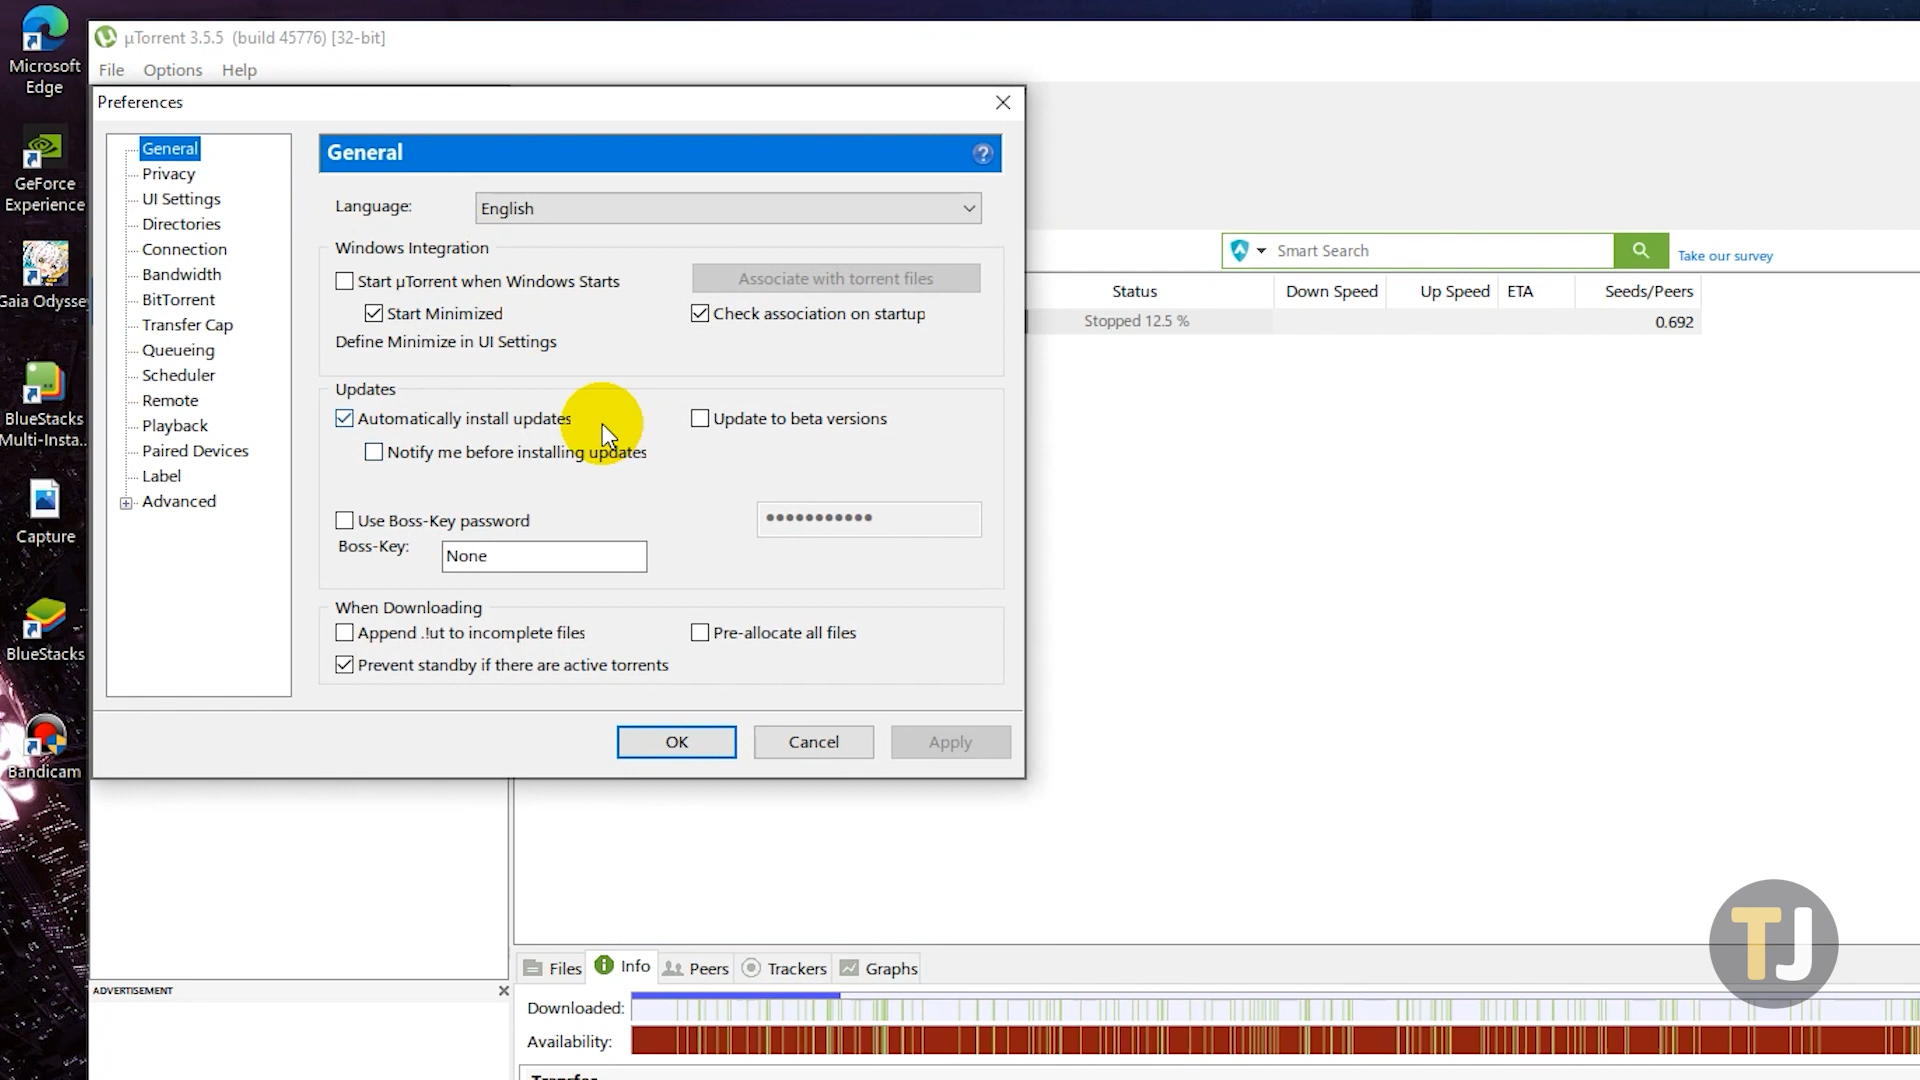 Microsoft
Edge
GeForce
Experience
Gaia Odysse
BlueStacks
Multi-Insta...
Capture
BlueStacks
Bandicam
µTorrent 3.5.5 (build 45776) [32-bit]
File Options Help
Preferences
General
Privacy
UI Settings
Directories
Connection
Bandwidth
BitTorrent
Transfer Cap
Queueing
Scheduler
Remote
Playback
Paired Devices
Label
Advanced
General
Language: English
Windows Integration
Start µTorrent when Windows Starts Associate with torrent files
Start Minimized Check association on startup
Define Minimize in UI Settings
Updates
Automatically install updates Update to beta versions
Notify me before installing updates
Use Boss-Key password
Boss-Key: None
When Downloading
Append .!ut to incomplete files Pre-allocate all files
Prevent standby if there are active torrents
OK Cancel Apply
Smart Search Take our survey
Status Down Speed Up Speed ETA Seeds/Peers
Stopped 12.5 % 0.692
ADVERTISEMENT
Files Info Peers Trackers Graphs
Downloaded:
Availability:
Transfer
TJ